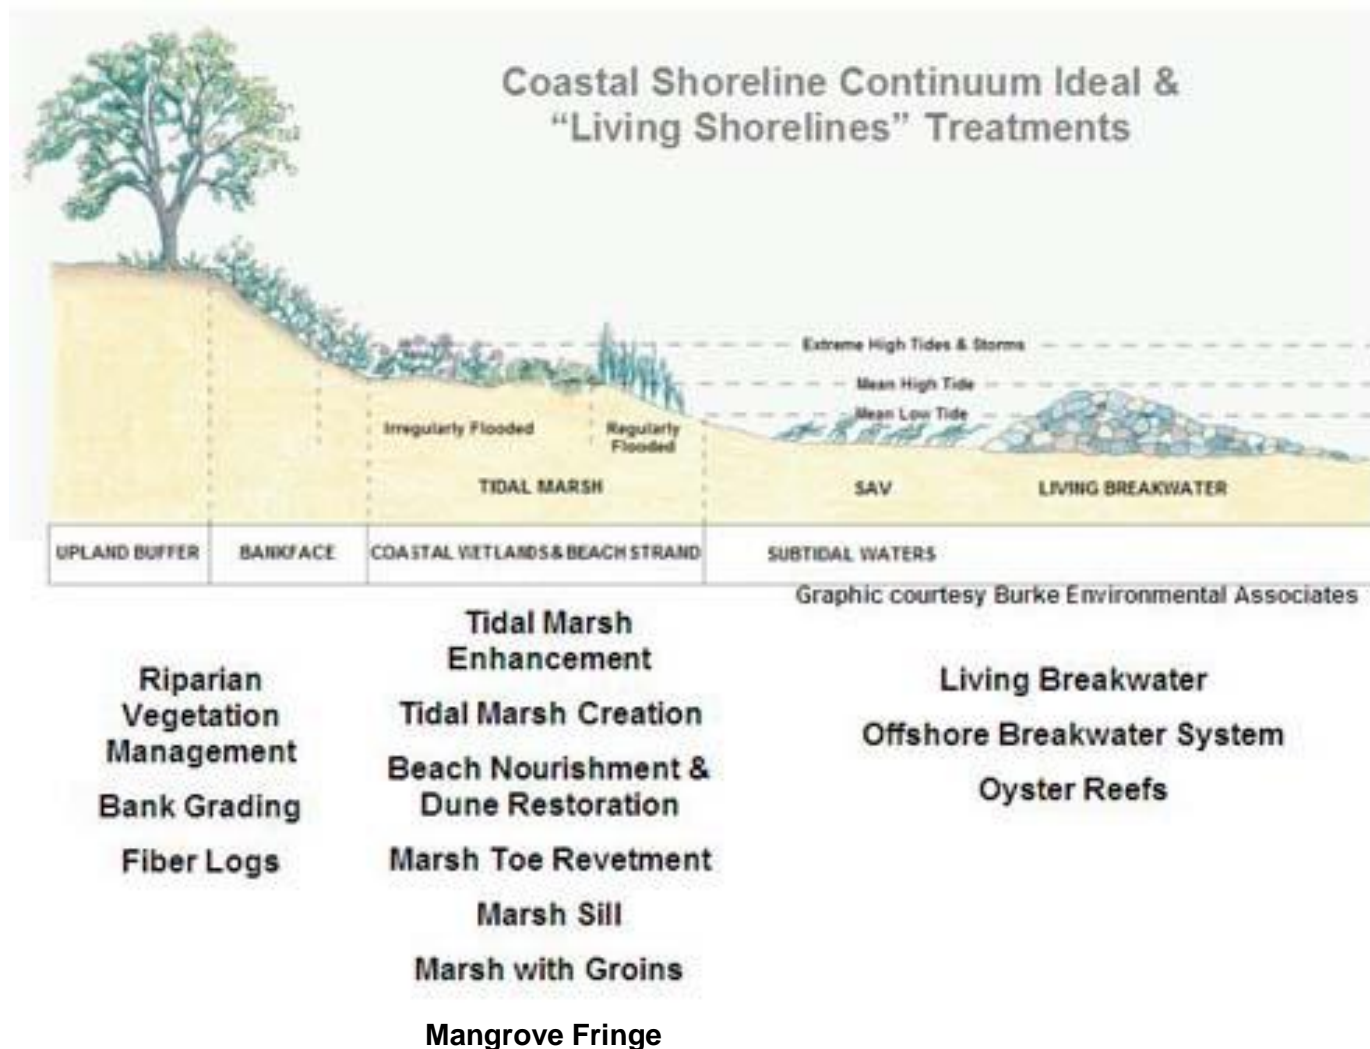 Coastal Shoreline Continuum Ideal &
“Living Shorelines” Treatments
Extreme High Tides & Storms
Mean High Tide
Mean Low Tide
Irregularly Flooded
Regularly
Flooded
TIDAL MARSH
SAV
LIVING BREAKWATER
UPLAND BUFFER
BANKFACE
COASTAL WETLANDS & BEACH STRAND
SUBTIDAL WATERS
Graphic courtesy Burke Environmental Associates
Riparian
Vegetation
Management
Bank Grading
Fiber Logs
Tidal Marsh
Enhancement
Tidal Marsh Creation
Beach Nourishment &
Dune Restoration
Marsh Toe Revetment
Marsh Sill
Marsh with Groins
Mangrove Fringe
Living Breakwater
Offshore Breakwater System
Oyster Reefs